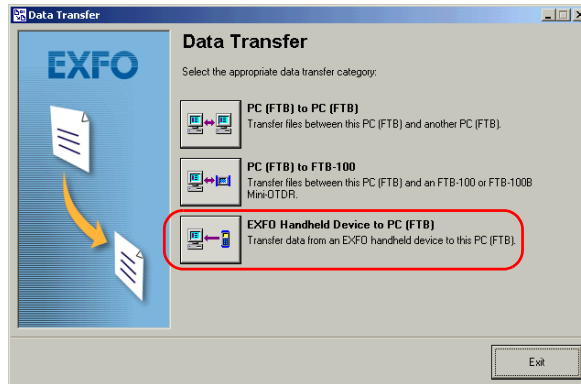 Data Transfer
EXFO
Data Transfer
Select the appropriate data transfer category:
PC (FTB) to PC (FTB)
Transfer files between this PC (FTB) and another PC (FTB).
PC (FTB) to FTB-100
Transfer files between this PC (FTB) and an FTB-100 or FTB-100B
Mini-OTDR.
EXFO Handheld Device to PC (FTB)
Transfer data from an EXFO handheld device to this PC (FTB).
Exit